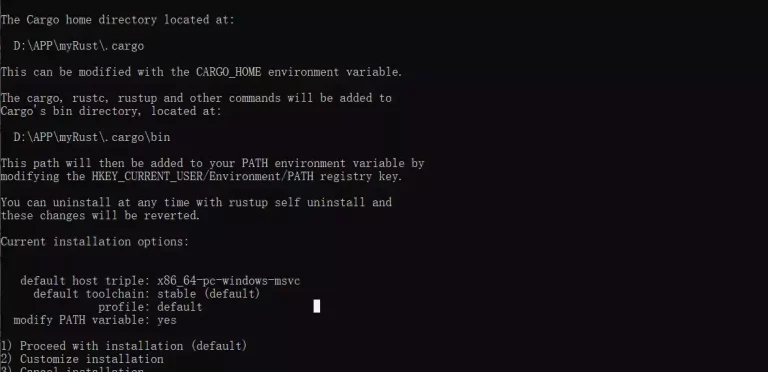 The Cargo home directory located at:
D:\APP\myRust\.cargo
This can be modified with the CARGO_HOME environment variable.
The cargo, rustc, rustup and other commands will be added to
Cargo's bin directory, located at:
D:\APP\myRust\.cargo\bin
This path will then be added to your PATH environment variable by
modifying the HKEY_CURRENT_USER/Environment/PATH registry key.
You can uninstall at any time with rustup self uninstall and
these changes will be reverted.
Current installation options:
default host triple: x86_64-pc-windows-msvc
default toolchain: stable (default)
profile: default
modify PATH variable: yes
1) Proceed with installation (default)
2) Customize installation
3) Cancel installation